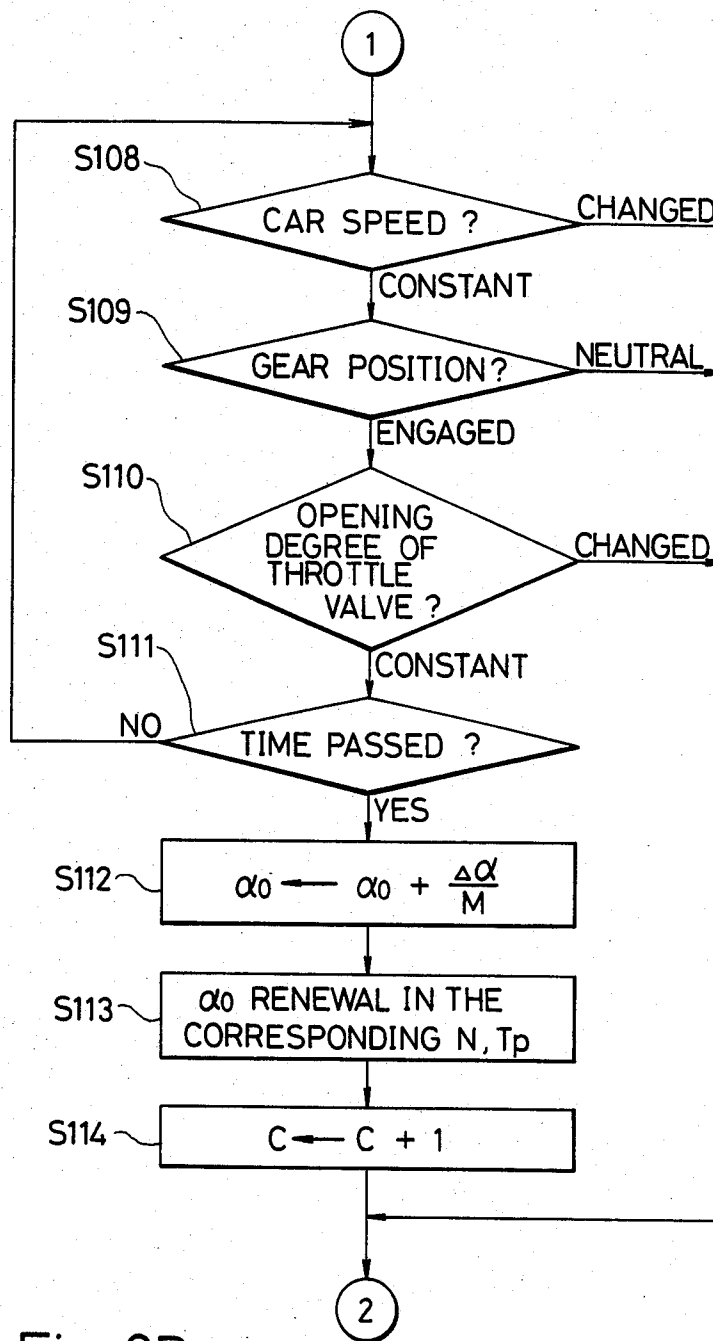 1
S108
CAR SPEED ?
CHANGED
CONSTANT
S109
GEAR POSITION?
NEUTRAL
ENGAGED
S110
OPENING
DEGREE OF
THROTTLE
VALVE ?
CHANGED
CONSTANT
S111
NO
TIME PASSED ?
YES
S112
α0 ← α0 + Δα/M
S113
α0 RENEWAL IN THE
CORRESPONDING N, Tp
S114
C ← C + 1
2